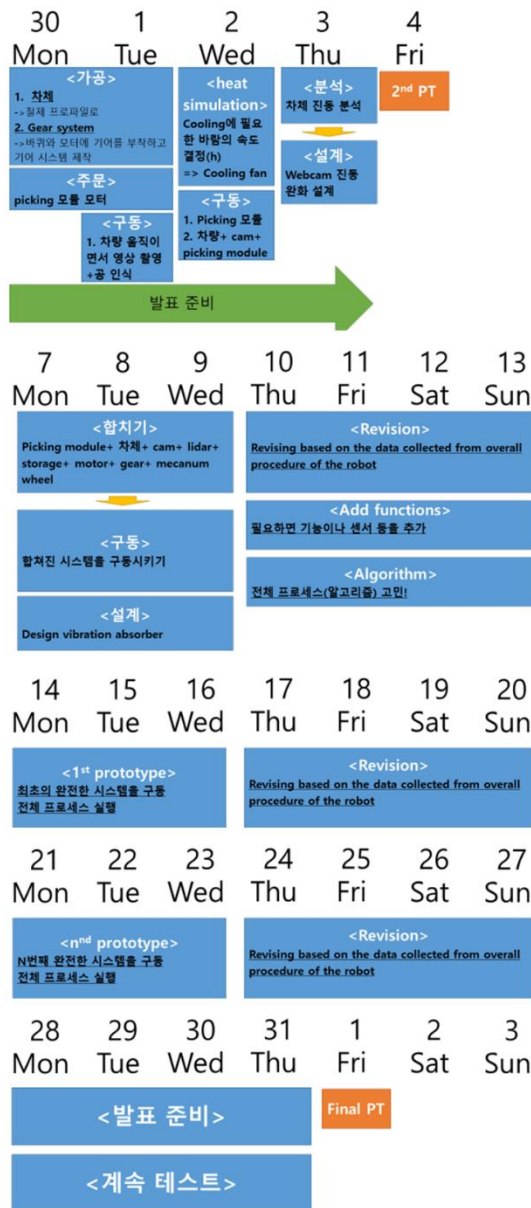 30 1 2 3 4
Mon Tue Wed Thu Fri
<가공>
1. 차체
->철제 프로파일로
2. Gear system
->바퀴와 모터에 기어를 부착하고
기어 시스템 제작
<주문>
picking 모듈 모터
<구동>
1. 차량 움직이
면서 영상 촬영
+공 인식
<heat
simulation>
Cooling에 필요
한 바람의 속도
결정(h)
=> Cooling fan
<구동>
1. Picking 모듈
2. 차량+ cam+
picking module
<분석>
차체 진동 분석
<설계>
Webcam 진동
완화 설계
2nd PT
발표 준비
7 8 9 10 11 12 13
Mon Tue Wed Thu Fri Sat Sun
<합치기>
Picking module+ 차체+ cam+ lidar+
storage+ motor+ gear+ mecanum
wheel
<구동>
합쳐진 시스템을 구동시키기
<설계>
Design vibration absorber
<Revision>
Revising based on the data collected from overall
procedure of the robot
<Add functions>
필요하면 기능이나 센서 등을 추가
<Algorithm>
전체 프로세스(알고리즘) 고민!
14 15 16 17 18 19 20
Mon Tue Wed Thu Fri Sat Sun
<1st prototype>
최초의 완전한 시스템을 구동
전체 프로세스 실행
<Revision>
Revising based on the data collected from overall
procedure of the robot
21 22 23 24 25 26 27
Mon Tue Wed Thu Fri Sat Sun
<nnd prototype>
N번째 완전한 시스템을 구동
전체 프로세스 실행
<Revision>
Revising based on the data collected from overall
procedure of the robot
28 29 30 31 1 2 3
Mon Tue Wed Thu Fri Sat Sun
<발표 준비>
Final PT
<계속 테스트>